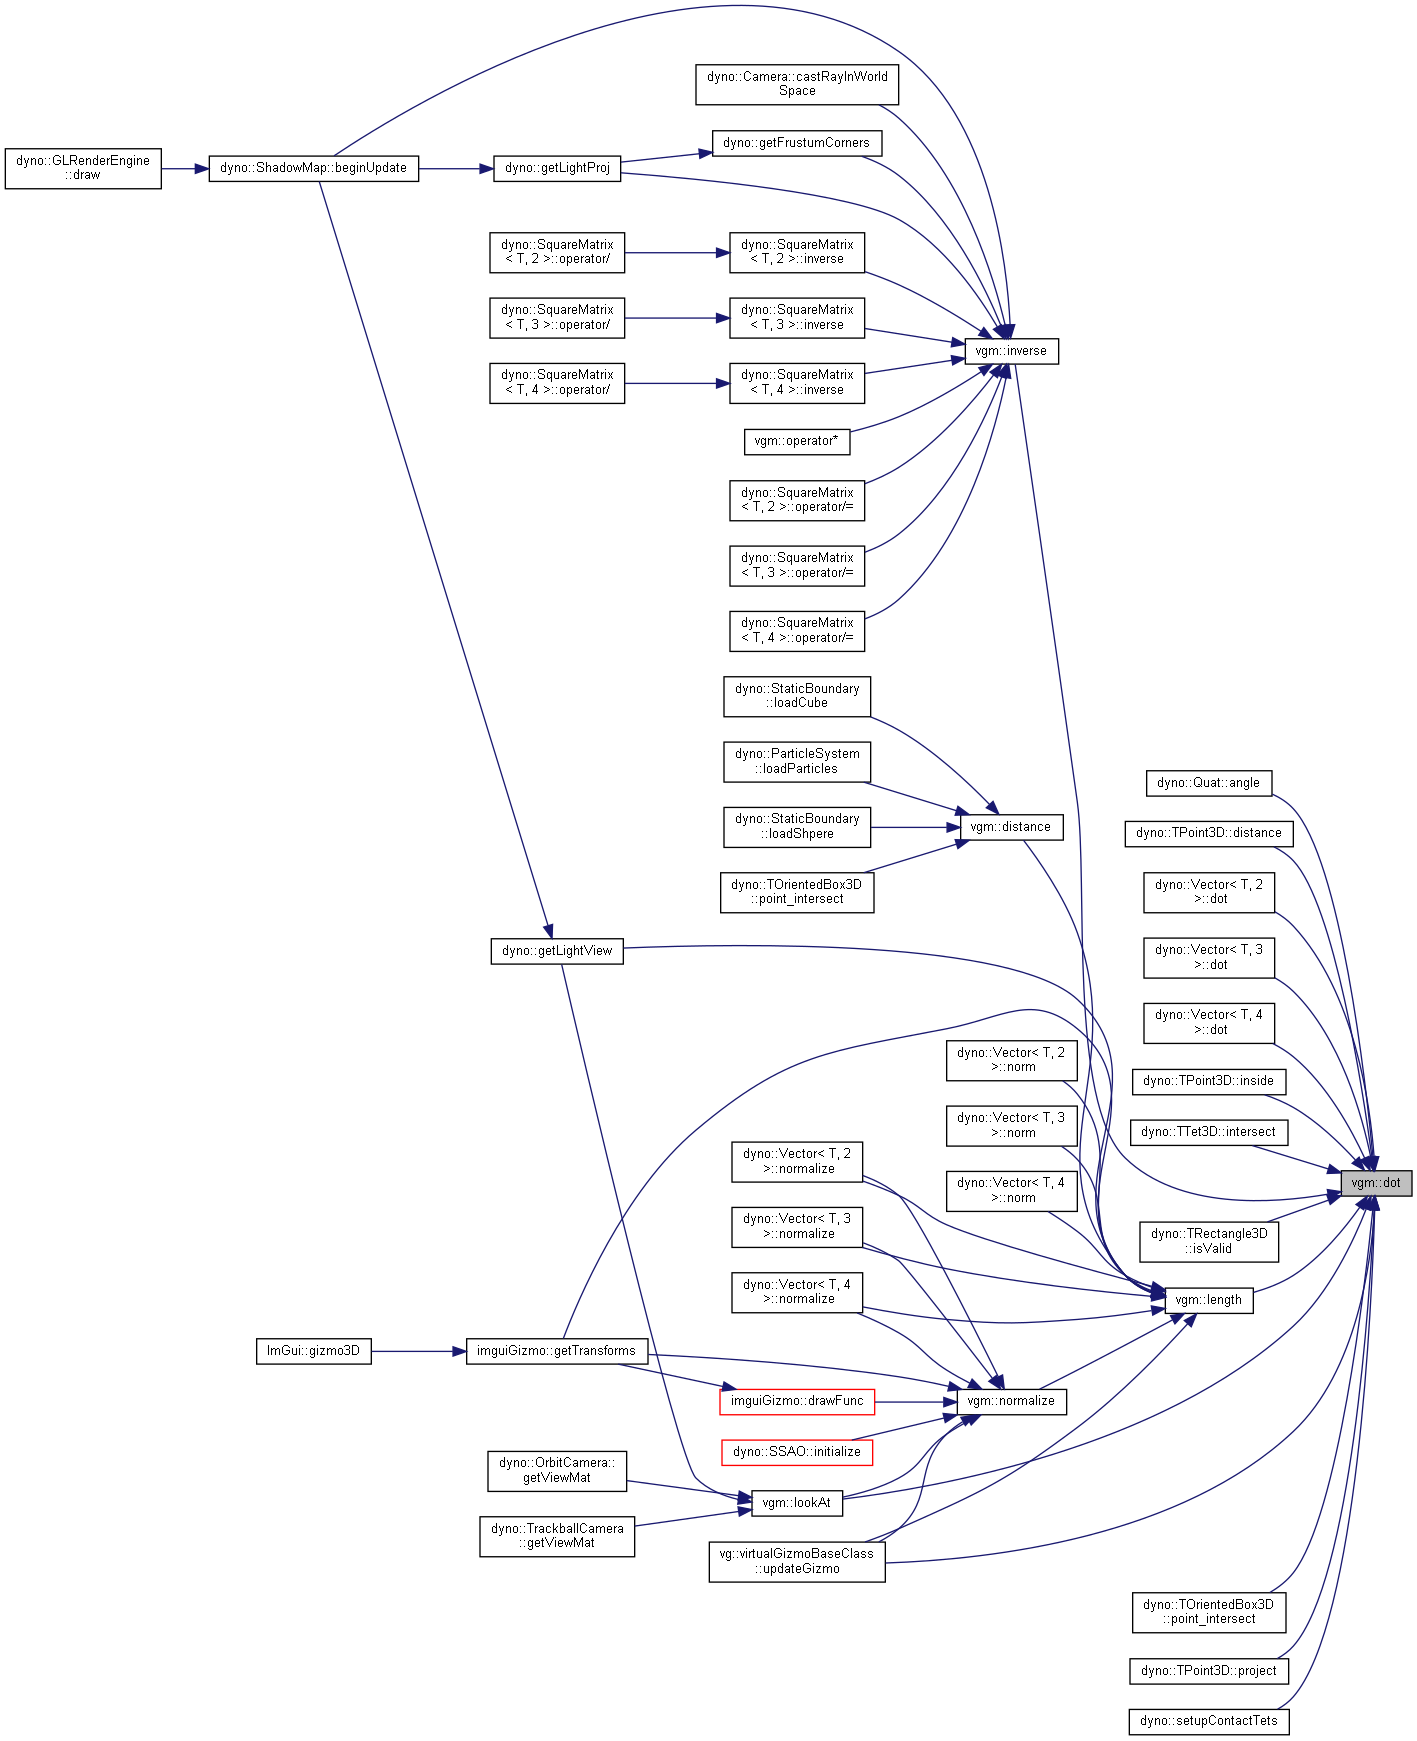 dyno::Camera::castRayInWorld
Space
dyno::getFrustumCorners
dyno::GLRenderEngine
::draw
dyno::ShadowMap::beginUpdate
dyno::getLightProj
dyno::SquareMatrix
< T, 2 >::operator/
dyno::SquareMatrix
< T, 2 >::inverse
dyno::SquareMatrix
< T, 3 >::operator/
dyno::SquareMatrix
< T, 3 >::inverse
vgm::inverse
dyno::SquareMatrix
< T, 4 >::operator/
dyno::SquareMatrix
< T, 4 >::inverse
vgm::operator*
dyno::SquareMatrix
< T, 2 >::operator/=
dyno::SquareMatrix
< T, 3 >::operator/=
dyno::SquareMatrix
< T, 4 >::operator/=
dyno::StaticBoundary
::loadCube
dyno::ParticleSystem
::loadParticles
dyno::Quat::angle
dyno::StaticBoundary
::loadShpere
vgm::distance
dyno::TPoint3D::distance
dyno::TOrientedBox3D
::point_intersect
dyno::Vector< T, 2
>::dot
dyno::getLightView
dyno::Vector< T, 3
>::dot
dyno::Vector< T, 4
>::dot
dyno::Vector< T, 2
>::norm
dyno::TPoint3D::inside
dyno::Vector< T, 3
>::norm
dyno::TTet3D::intersect
dyno::Vector< T, 2
>::normalize
dyno::Vector< T, 4
>::norm
vgm::dot
dyno::Vector< T, 3
>::normalize
dyno::TRectangle3D
::isValid
dyno::Vector< T, 4
>::normalize
vgm::length
ImGui::gizmo3D
imguiGizmo::getTransforms
imguiGizmo::drawFunc
vgm::normalize
dyno::SSAO::initialize
dyno::OrbitCamera::
getViewMat
vgm::lookAt
dyno::TrackballCamera
::getViewMat
vg::virtualGizmoBaseClass
::updateGizmo
dyno::TOrientedBox3D
::point_intersect
dyno::TPoint3D::project
dyno::setupContactTets